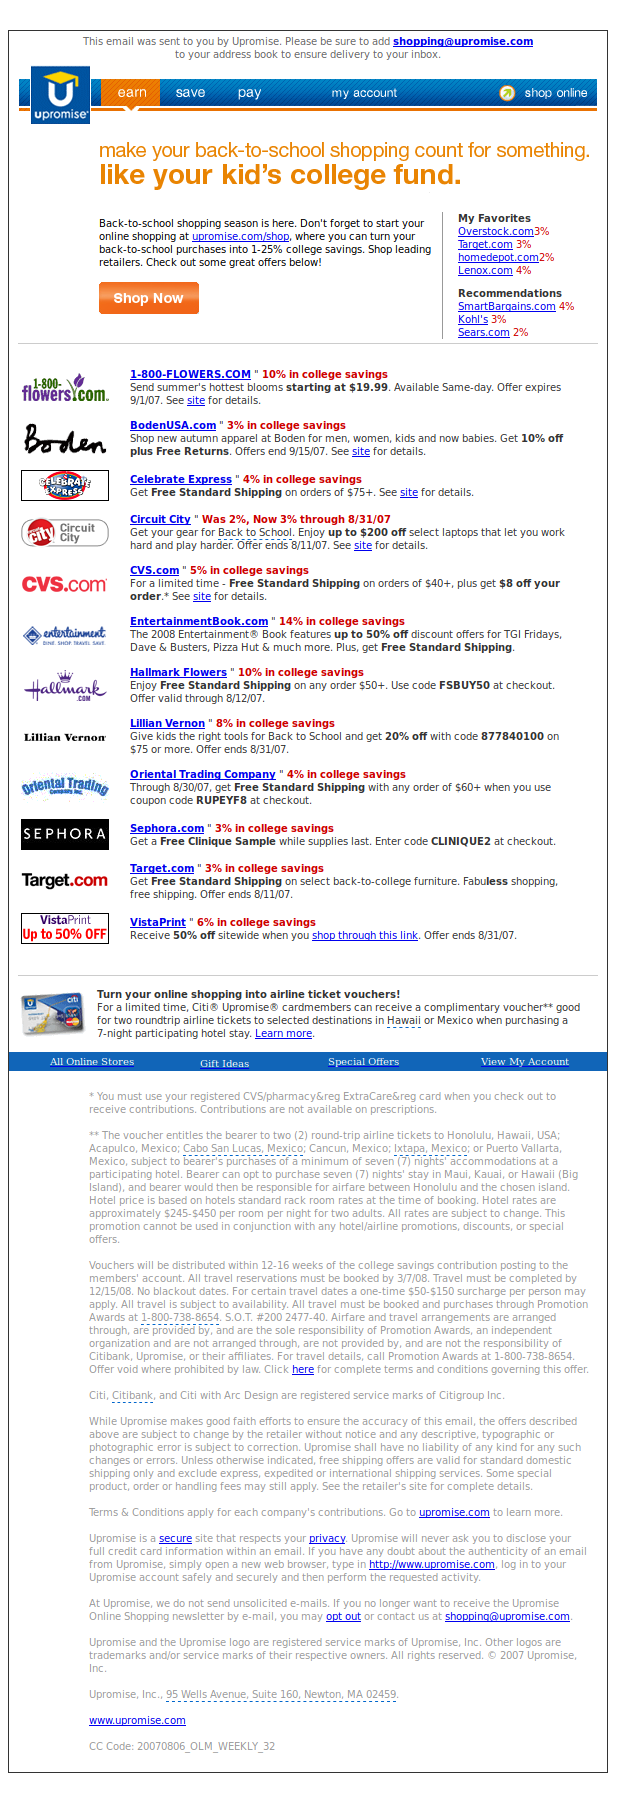 This email was sent to you by Upromise. Please be sure to add shopping@upromise.com
to your address book to ensure delivery to your inbox.
upromise®
earn save pay my account shop online
make your back-to-school shopping count for something.
like your kid's college fund.
Back-to-school shopping season is here. Don't forget to start your
online shopping at upromise.com/shop, where you can turn your
back-to-school purchases into 1-25% college savings. Shop leading
retailers. Check out some great offers below!
Shop Now
My Favorites
Overstock.com3%
Target.com 3%
homedepot.com2%
Lenox.com 4%
Recommendations
SmartBargains.com 4%
Kohl's 3%
Sears.com 2%
1-800-flowers.com.
1-800-FLOWERS.COM " 10% in college savings
Send summer's hottest blooms starting at $19.99. Available Same-day. Offer expires
9/1/07. See site for details.
Boden
BodenUSA.com " 3% in college savings
Shop new autumn apparel at Boden for men, women, kids and now babies. Get 10% off
plus Free Returns. Offers end 9/15/07. See site for details.
CELEBRATE EXPRESS
Celebrate Express " 4% in college savings
Get Free Standard Shipping on orders of $75+. See site for details.
circuit city Circuit City
Circuit City " Was 2%, Now 3% through 8/31/07
Get your gear for Back to School. Enjoy up to $200 off select laptops that let you work
hard and play harder. Offer ends 8/11/07. See site for details.
CVS.com®
CVS.com " 5% in college savings
For a limited time - Free Standard Shipping on orders of $40+, plus get $8 off your
order.* See site for details.
entertainment.
DINE. SHOP. TRAVEL. SAVE.
EntertainmentBook.com " 14% in college savings
The 2008 Entertainment® Book features up to 50% off discount offers for TGI Fridays,
Dave & Busters, Pizza Hut & much more. Plus, get Free Standard Shipping.
Hallmark .COM
Hallmark Flowers " 10% in college savings
Enjoy Free Standard Shipping on any order $50+. Use code FSBUY50 at checkout.
Offer valid through 8/12/07.
Lillian Vernon®
Lillian Vernon " 8% in college savings
Give kids the right tools for Back to School and get 20% off with code 877840100 on
$75 or more. Offer ends 8/31/07.
Oriental Trading Company, Inc.
Oriental Trading Company " 4% in college savings
Through 8/30/07, get Free Standard Shipping with any order of $60+ when you use
coupon code RUPEYF8 at checkout.
SEPHORA
Sephora.com " 3% in college savings
Get a Free Clinique Sample while supplies last. Enter code CLINIQUE2 at checkout.
Target.com
Target.com " 3% in college savings
Get Free Standard Shipping on select back-to-college furniture. Fabuless shopping,
free shipping. Offer ends 8/11/07.
VistaPrint
Up to 50% OFF
VistaPrint " 6% in college savings
Receive 50% off sitewide when you shop through this link. Offer ends 8/31/07.
citi
Turn your online shopping into airline ticket vouchers!
For a limited time, Citi® Upromise® cardmembers can receive a complimentary voucher** good
for two roundtrip airline tickets to selected destinations in Hawaii or Mexico when purchasing a
7-night participating hotel stay. Learn more.
All Online Stores Gift Ideas Special Offers View My Account
* You must use your registered CVS/pharmacy&reg ExtraCare&reg card when you check out to
receive contributions. Contributions are not available on prescriptions.
** The voucher entitles the bearer to two (2) round-trip airline tickets to Honolulu, Hawaii, USA;
Acapulco, Mexico; Cabo San Lucas, Mexico; Cancun, Mexico; Ixtapa, Mexico; or Puerto Vallarta,
Mexico, subject to bearer's purchases of a minimum of seven (7) nights' accommodations at a
participating hotel. Bearer can opt to purchase seven (7) nights' stay in Maui, Kauai, or Hawaii (Big
Island), and bearer would then be responsible for airfare between Honolulu and the chosen island.
Hotel price is based on hotels standard rack room rates at the time of booking. Hotel rates are
approximately $245-$450 per room per night for two adults. All rates are subject to change. This
promotion cannot be used in conjunction with any hotel/airline promotions, discounts, or special
offers.
Vouchers will be distributed within 12-16 weeks of the college savings contribution posting to the
members' account. All travel reservations must be booked by 3/7/08. Travel must be completed by
12/15/08. No blackout dates. For certain travel dates a one-time $50-$150 surcharge per person may
apply. All travel is subject to availability. All travel must be booked and purchases through Promotion
Awards at 1-800-738-8654. S.O.T. #200 2477-40. Airfare and travel arrangements are arranged
through, are provided by, and are the sole responsibility of Promotion Awards, an independent
organization and are not arranged through, are not provided by, and are not the responsibility of
Citibank, Upromise, or their affiliates. For travel details, call Promotion Awards at 1-800-738-8654.
Offer void where prohibited by law. Click here for complete terms and conditions governing this offer.
Citi, Citibank, and Citi with Arc Design are registered service marks of Citigroup Inc.
While Upromise makes good faith efforts to ensure the accuracy of this email, the offers described
above are subject to change by the retailer without notice and any descriptive, typographic or
photographic error is subject to correction. Upromise shall have no liability of any kind for any such
changes or errors. Unless otherwise indicated, free shipping offers are valid for standard domestic
shipping only and exclude express, expedited or international shipping services. Some special
product, order or handling fees may still apply. See the retailer's site for complete details.
Terms & Conditions apply for each company's contributions. Go to upromise.com to learn more.
Upromise is a secure site that respects your privacy. Upromise will never ask you to disclose your
full credit card information within an email. If you have any doubt about the authenticity of an email
from Upromise, simply open a new web browser, type in http://www.upromise.com, log in to your
Upromise account safely and securely and then perform the requested activity.
At Upromise, we do not send unsolicited e-mails. If you no longer want to receive the Upromise
Online Shopping newsletter by e-mail, you may opt out or contact us at shopping@upromise.com.
Upromise and the Upromise logo are registered service marks of Upromise, Inc. Other logos are
trademarks and/or service marks of their respective owners. All rights reserved. © 2007 Upromise,
Inc.
Upromise, Inc., 95 Wells Avenue, Suite 160, Newton, MA 02459.
www.upromise.com
CC Code: 20070806_OLM_WEEKLY_32